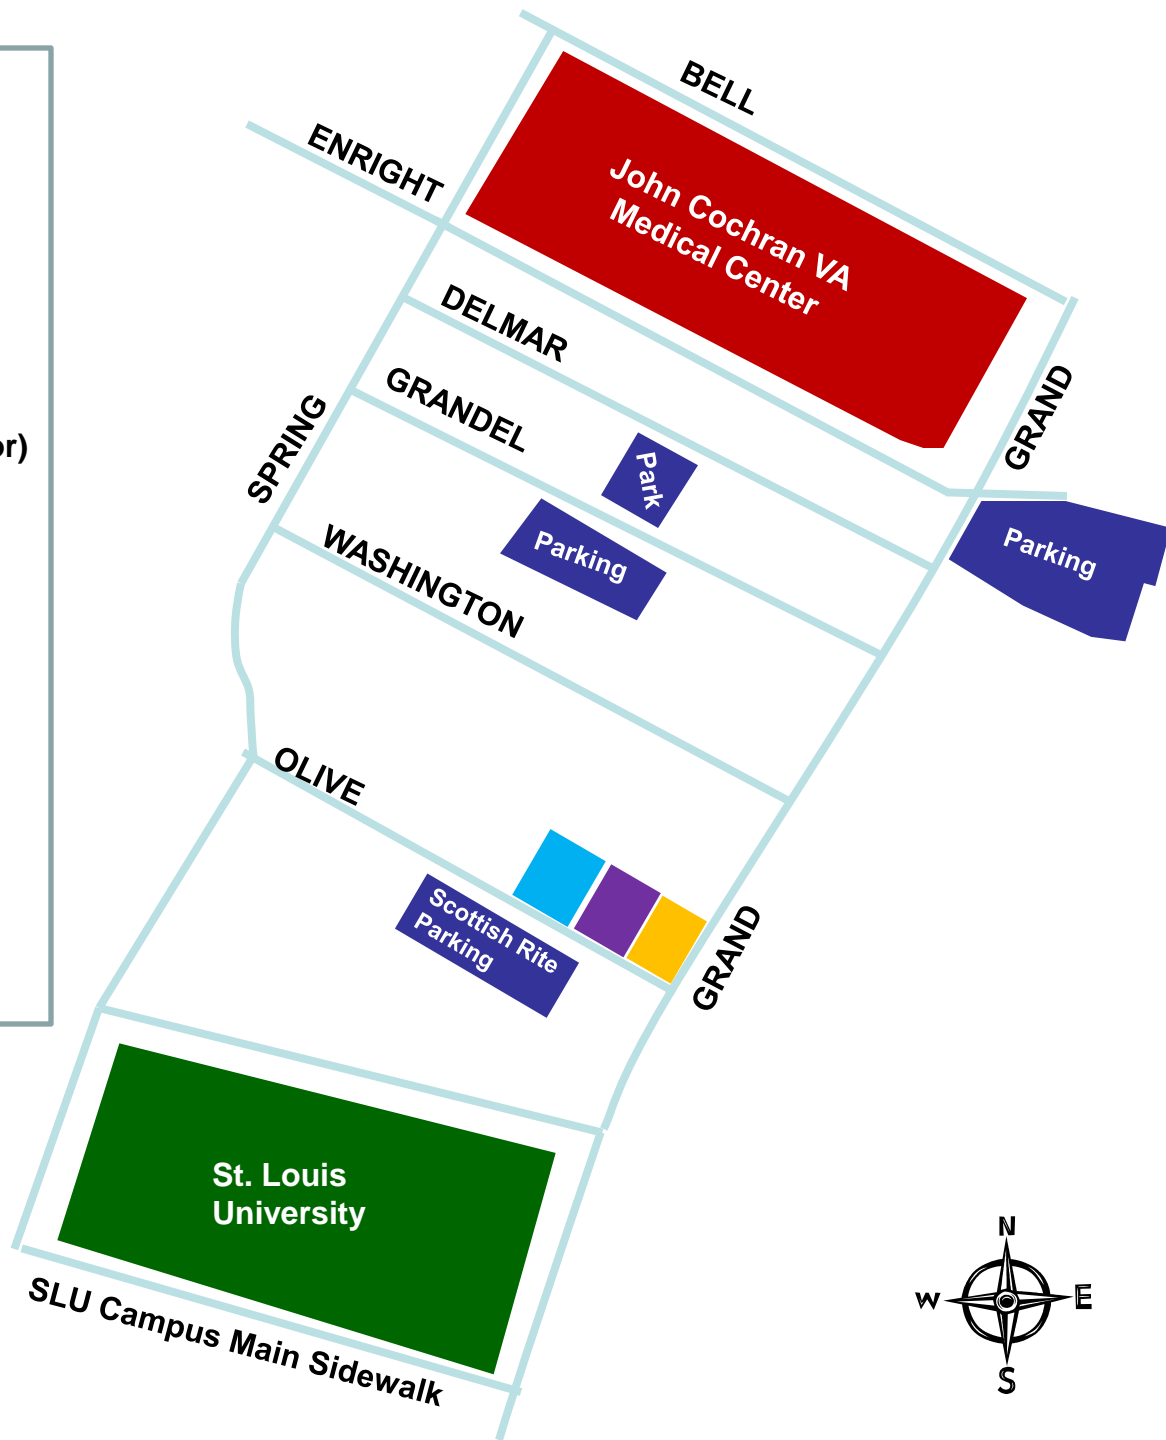 BELL
ENRIGHT
John Cochran VA
Medical Center
DELMAR
GRANDEL
GRAND
SPRING
or)
Park
Parking
Parking
WASHINGTON
OLIVE
Scottish Rite
Parking
GRAND
St. Louis
University
SLU Campus Main Sidewalk
N
W
E
S